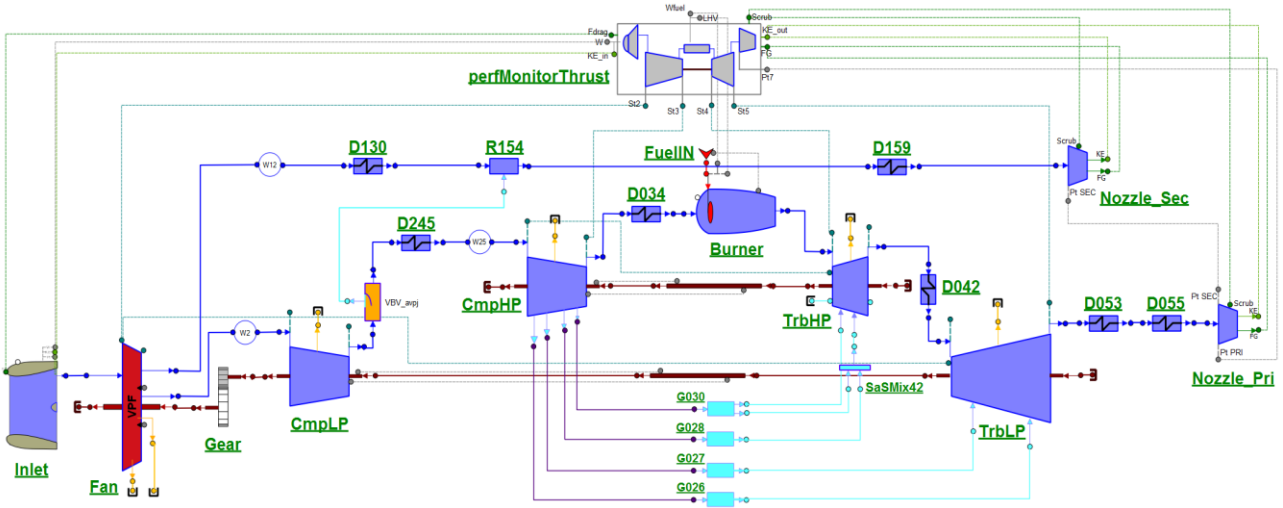 Wfuel
LHV
Scrub
Fdrag
KE_out
W
FG
KE_in
Pt7
perfMonitorThrust
St2
St3
St4
St5
D130
R154
FuelIN
D159
Scrub
W12
KE
FG
Pt SEC
Nozzle_Sec
D034
D245
W25
Burner
VBV_avpj
CmpHP
TrbHP
D042
Pt SEC
Scrub
D053
D055
KE
FG
W2
Pt PRI
Nozzle_Pri
VPF
SaSMix42
G030
CmpLP
Gear
G028
TrbLP
Inlet
G027
Fan
G026